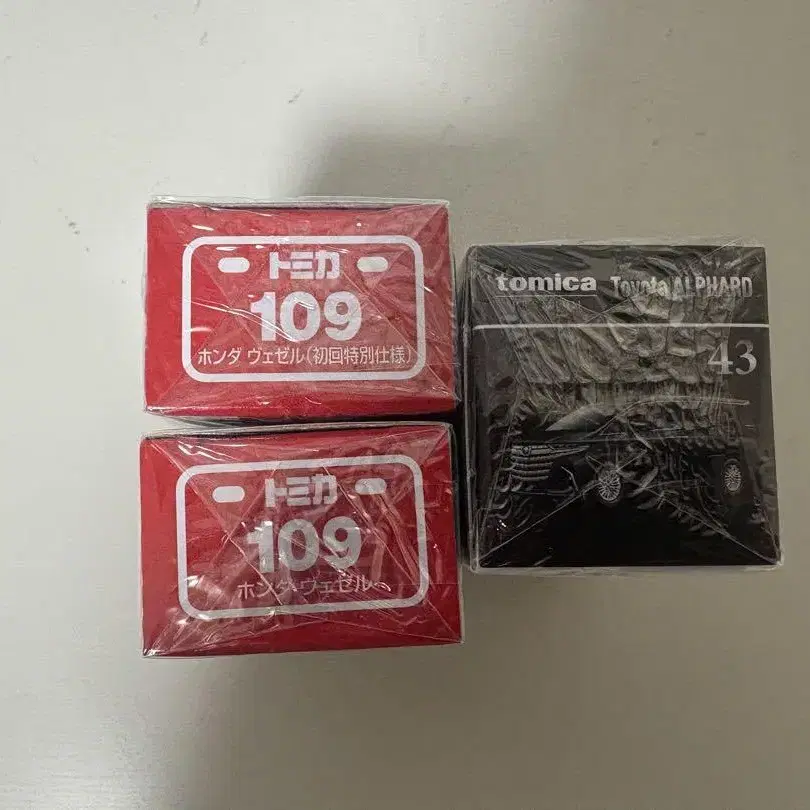 トミカ
109
ホンダ ヴェゼル(初回特別仕様)
トミカ
109
ホンダ ヴェゼル
tomica Toyota ALPHARD
43